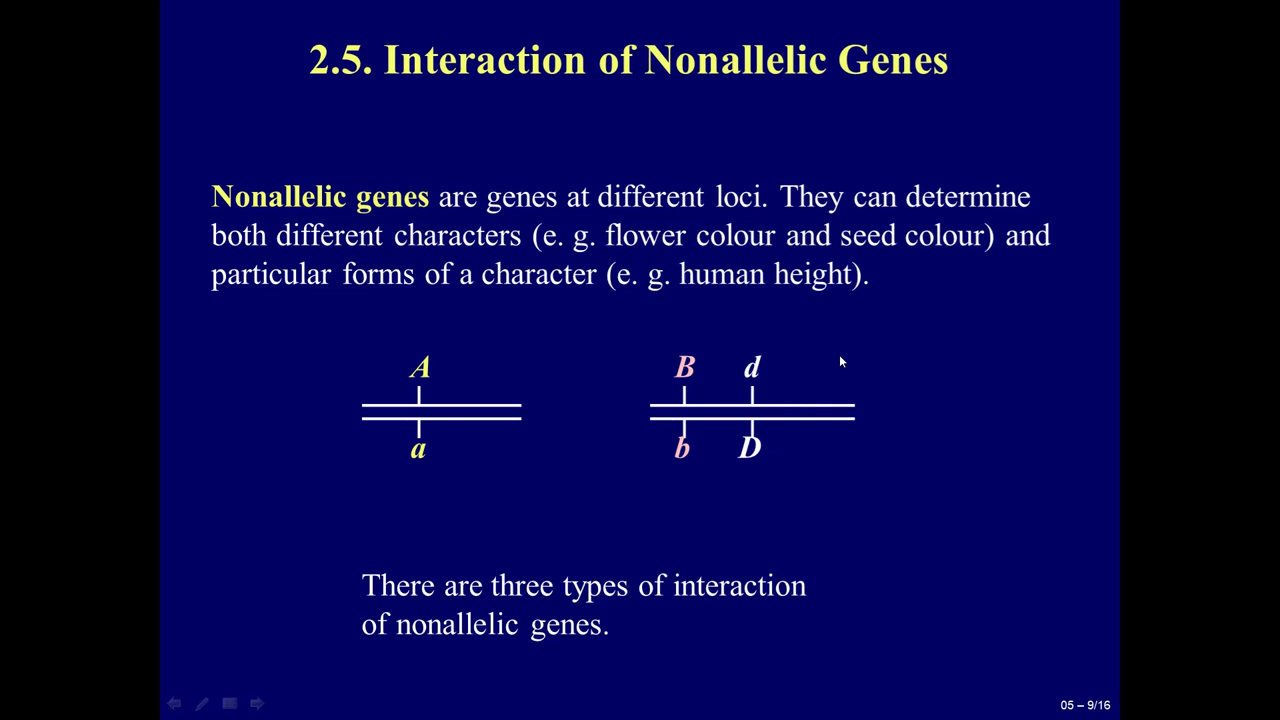 2.5. Interaction of Nonallelic Genes
Nonallelic genes are genes at different loci. They can determine
both different characters (e. g. flower colour and seed colour) and
particular forms of a character (e. g. human height).
A B d
a b D
There are three types of interaction
of nonallelic genes.
05 – 9/16